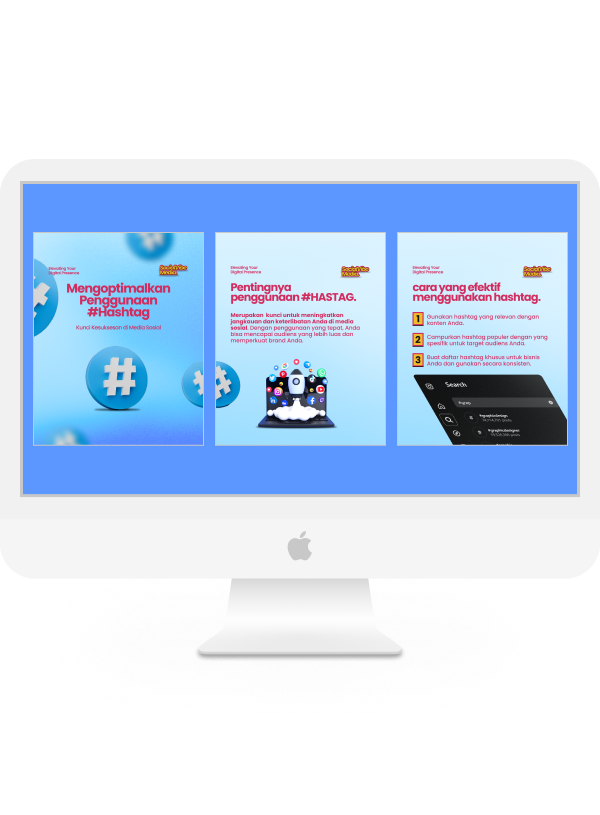 Elevating Your
Digital Presence
SocialVibe
Media
Mengoptimalkan
Penggunaan
#Hashtag
Kunci Kesuksesan di Media Sosial
Elevating Your
Digital Presence
SocialVibe
Media
Pentingnya
penggunaan #HASTAG.
Merupakan kunci untuk meningkatkan
jangkauan dan keterlibatan Anda di media
sosial. Dengan penggunaan yang tepat, Anda
bisa mencapai audiens yang lebih luas dan
memperkuat brand Anda.
Elevating Your
Digital Presence
SocialVibe
Media
cara yang efektif
menggunakan hashtag.
1 Gunakan hashtag yang relevan dengan
konten Anda.
2 Campurkan hashtag populer dengan yang
spesifik untuk target audiens Anda.
3 Buat daftar hashtag khusus untuk bisnis
Anda dan gunakan secara konsisten.
Search
#graphicdesign
#graphicdesigner